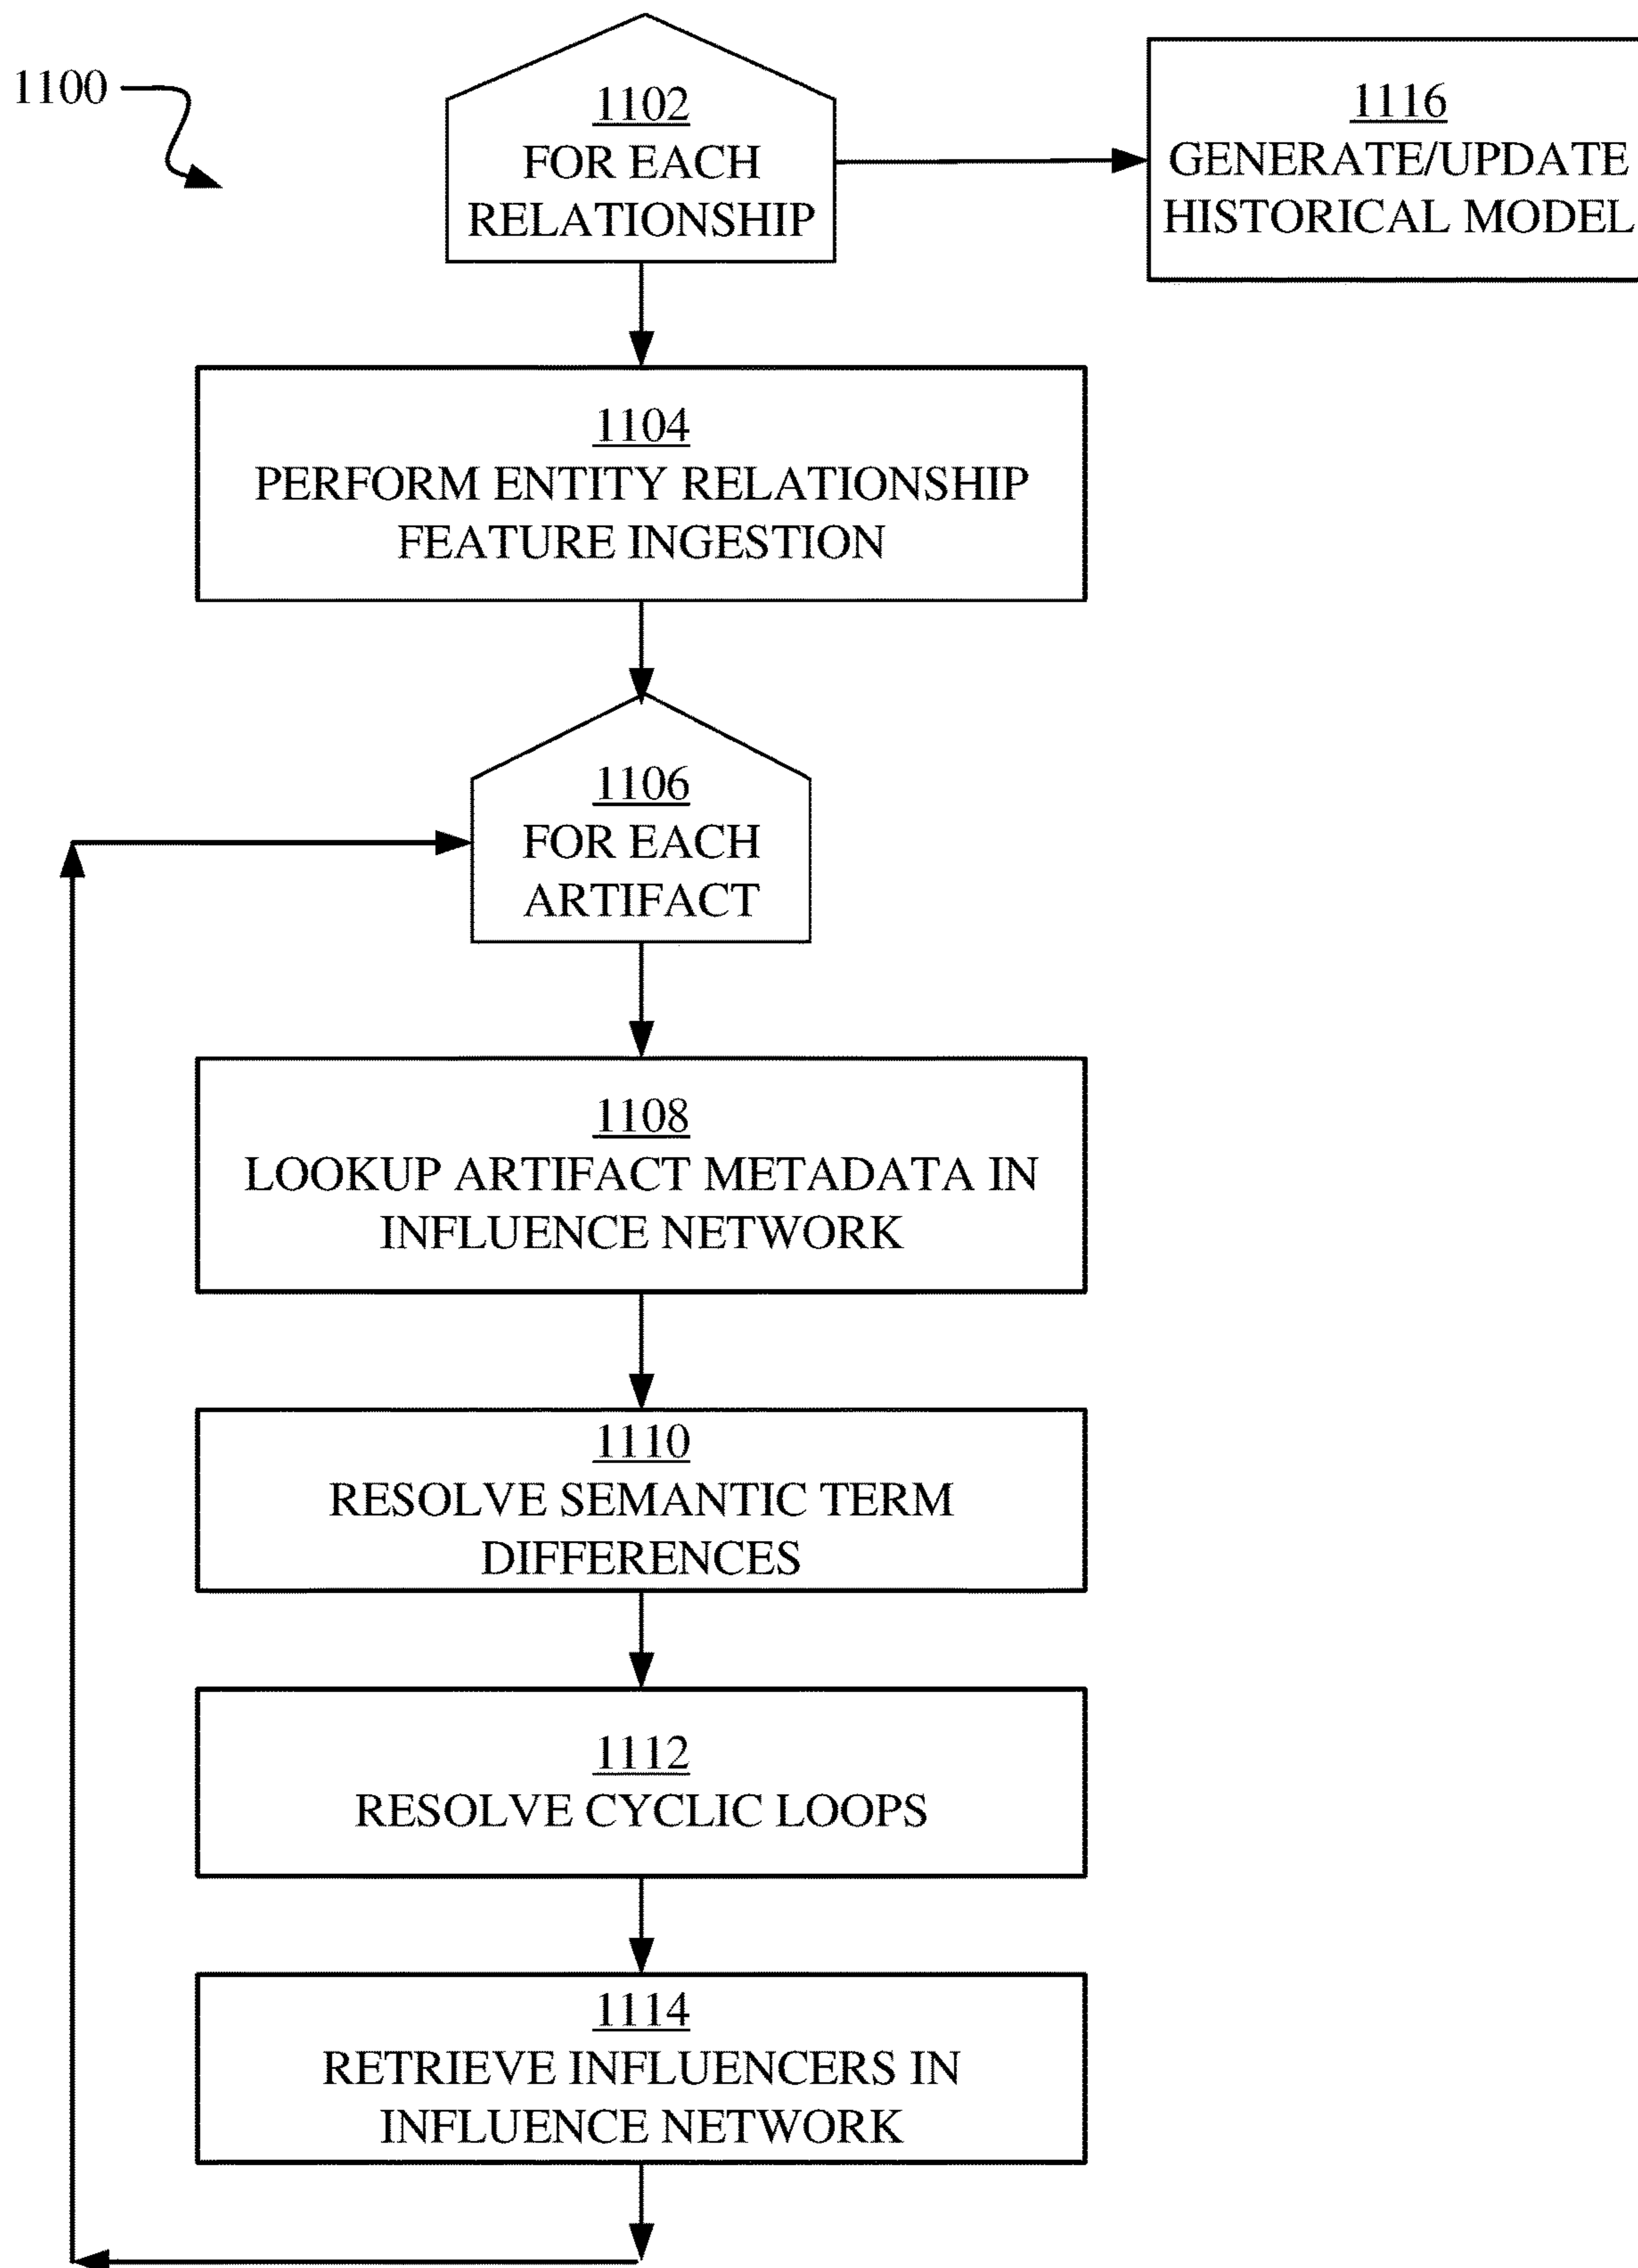 1100
1102
FOR EACH
RELATIONSHIP
1116
GENERATE/UPDATE
HISTORICAL MODEL
1104
PERFORM ENTITY RELATIONSHIP
FEATURE INGESTION
1106
FOR EACH
ARTIFACT
1108
LOOKUP ARTIFACT METADATA IN
INFLUENCE NETWORK
1110
RESOLVE SEMANTIC TERM
DIFFERENCES
1112
RESOLVE CYCLIC LOOPS
1114
RETRIEVE INFLUENCERS IN
INFLUENCE NETWORK